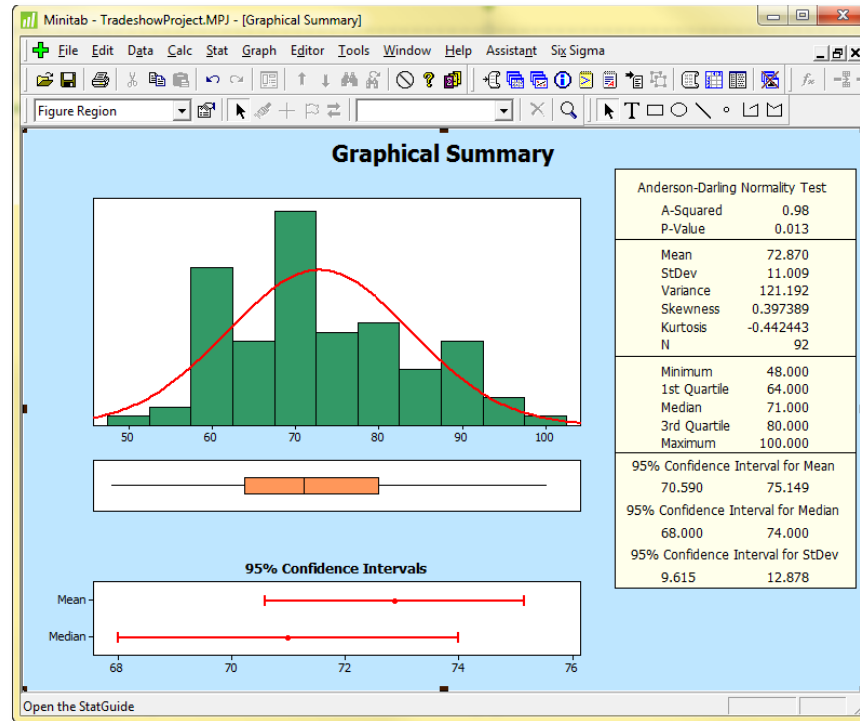 Minitab - TradeshowProject.MPJ - [Graphical Summary]
File Edit Data Calc Stat Graph Editor Tools Window Help Assistant Six Sigma
Figure Region
Graphical Summary
50 60 70 80 90 100
95% Confidence Intervals
Mean
Median
68 70 72 74 76
Anderson-Darling Normality Test
A-Squared 0.98
P-Value 0.013
Mean 72.870
StDev 11.009
Variance 121.192
Skewness 0.397389
Kurtosis -0.442443
N 92
Minimum 48.000
1st Quartile 64.000
Median 71.000
3rd Quartile 80.000
Maximum 100.000
95% Confidence Interval for Mean
70.590 75.149
95% Confidence Interval for Median
68.000 74.000
95% Confidence Interval for StDev
9.615 12.878
Open the StatGuide